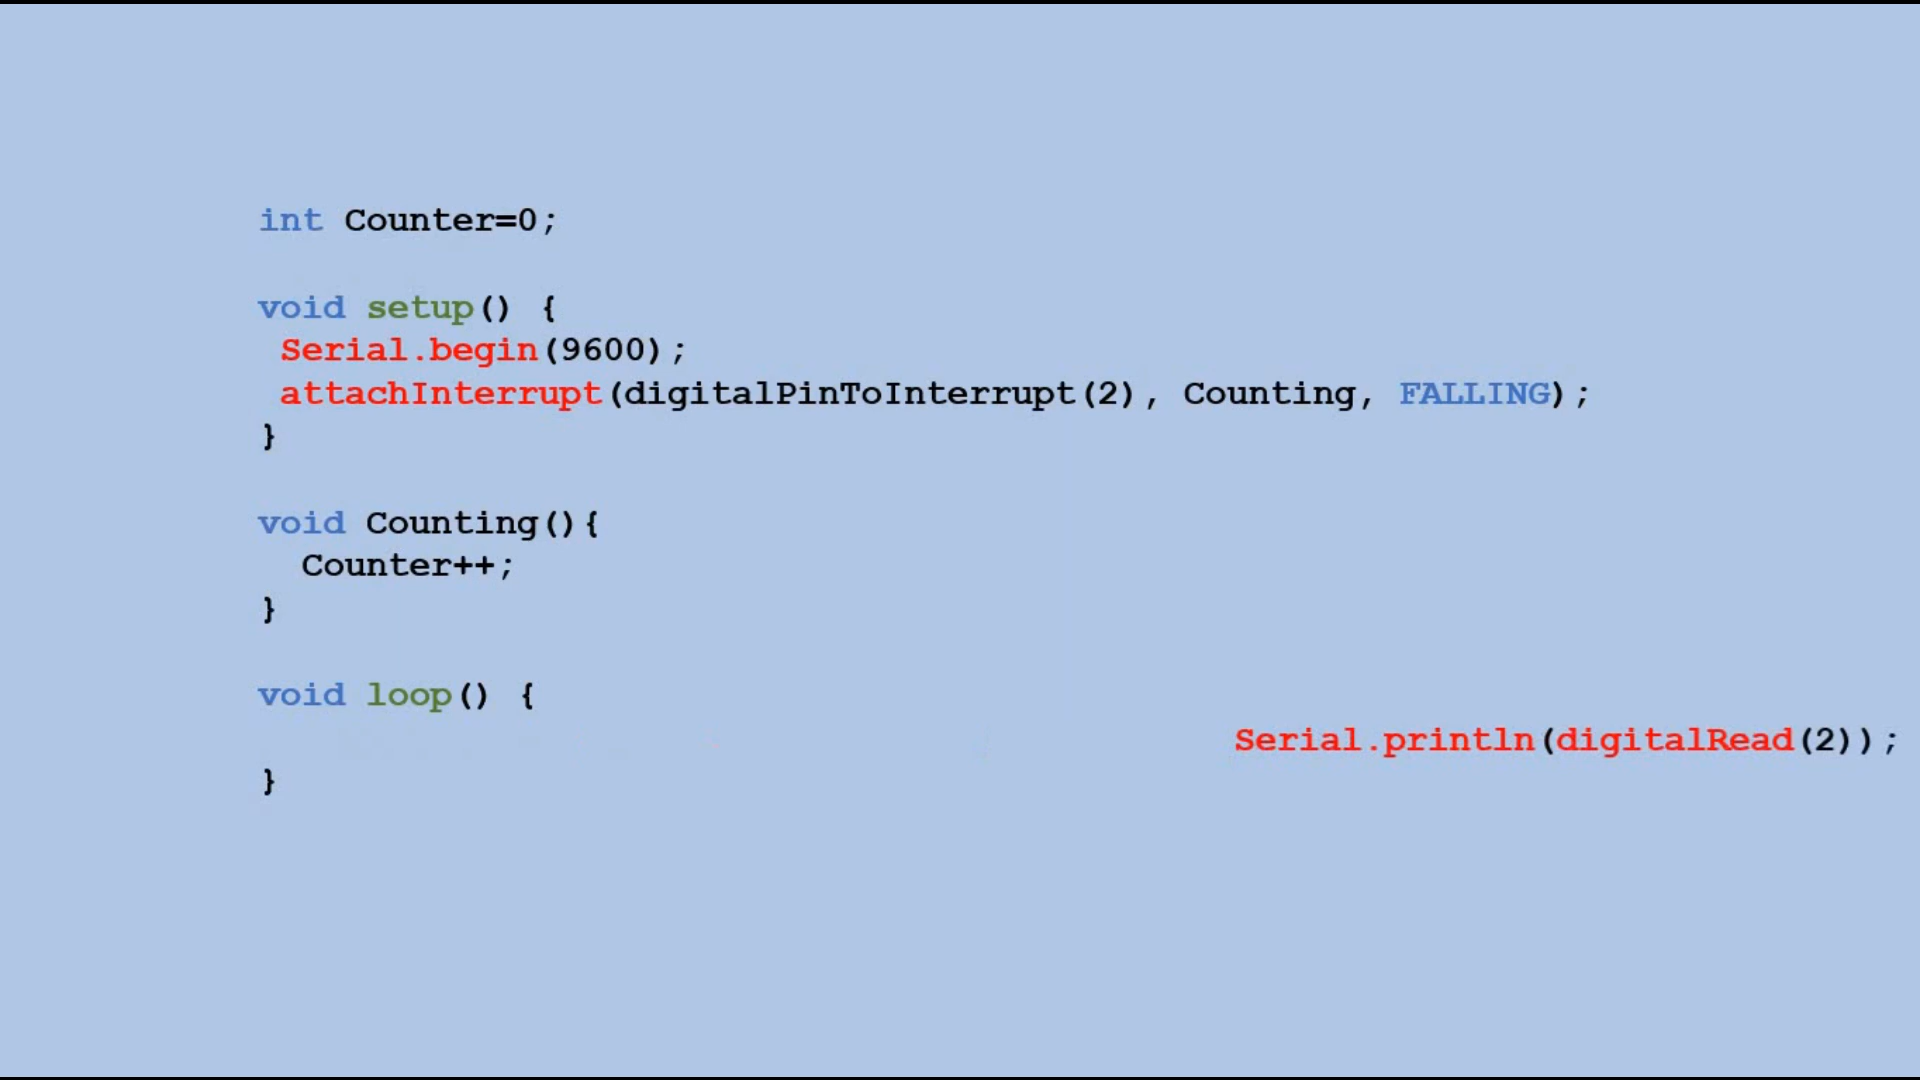 int Counter=0;
void setup() {
Serial.begin(9600);
attachInterrupt(digitalPinToInterrupt(2), Counting, FALLING);
}
void Counting(){
Counter++;
}
void loop() {
Serial.println(digitalRead(2));
}